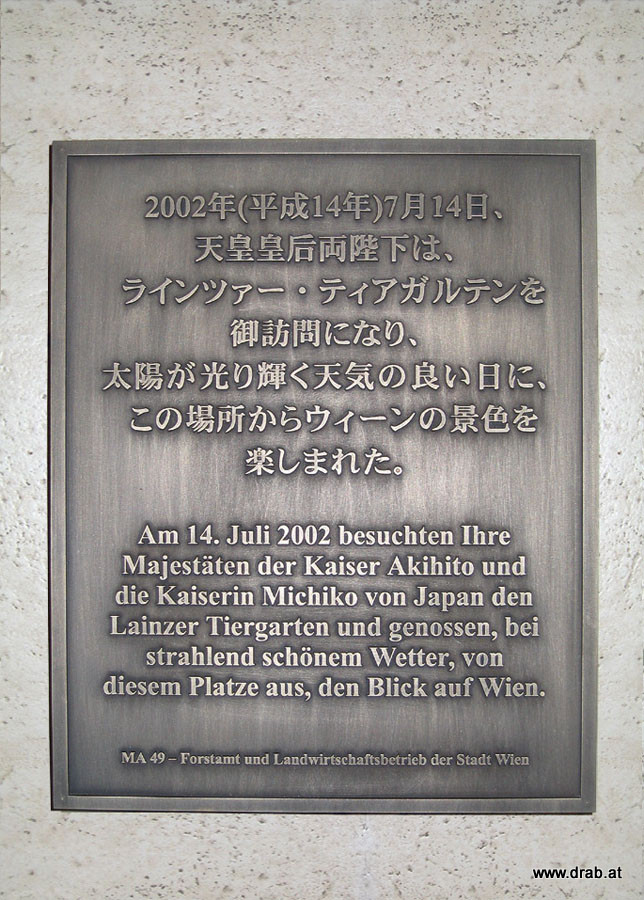 2002年(平成14年)7月14日、
天皇皇后両陛下は、
ラインツァー・ティアガルテンを
御訪問になり、
太陽が光り輝く天気の良い日に、
この場所からウィーンの景色を
楽しまれた。
Am 14. Juli 2002 besuchten Ihre
Majestäten der Kaiser Akihito und
die Kaiserin Michiko von Japan den
Lainzer Tiergarten und genossen, bei
strahlend schönem Wetter, von
diesem Platze aus, den Blick auf Wien.
MA 49 – Forstamt und Landwirtschaftsbetrieb der Stadt Wien
www.drab.at